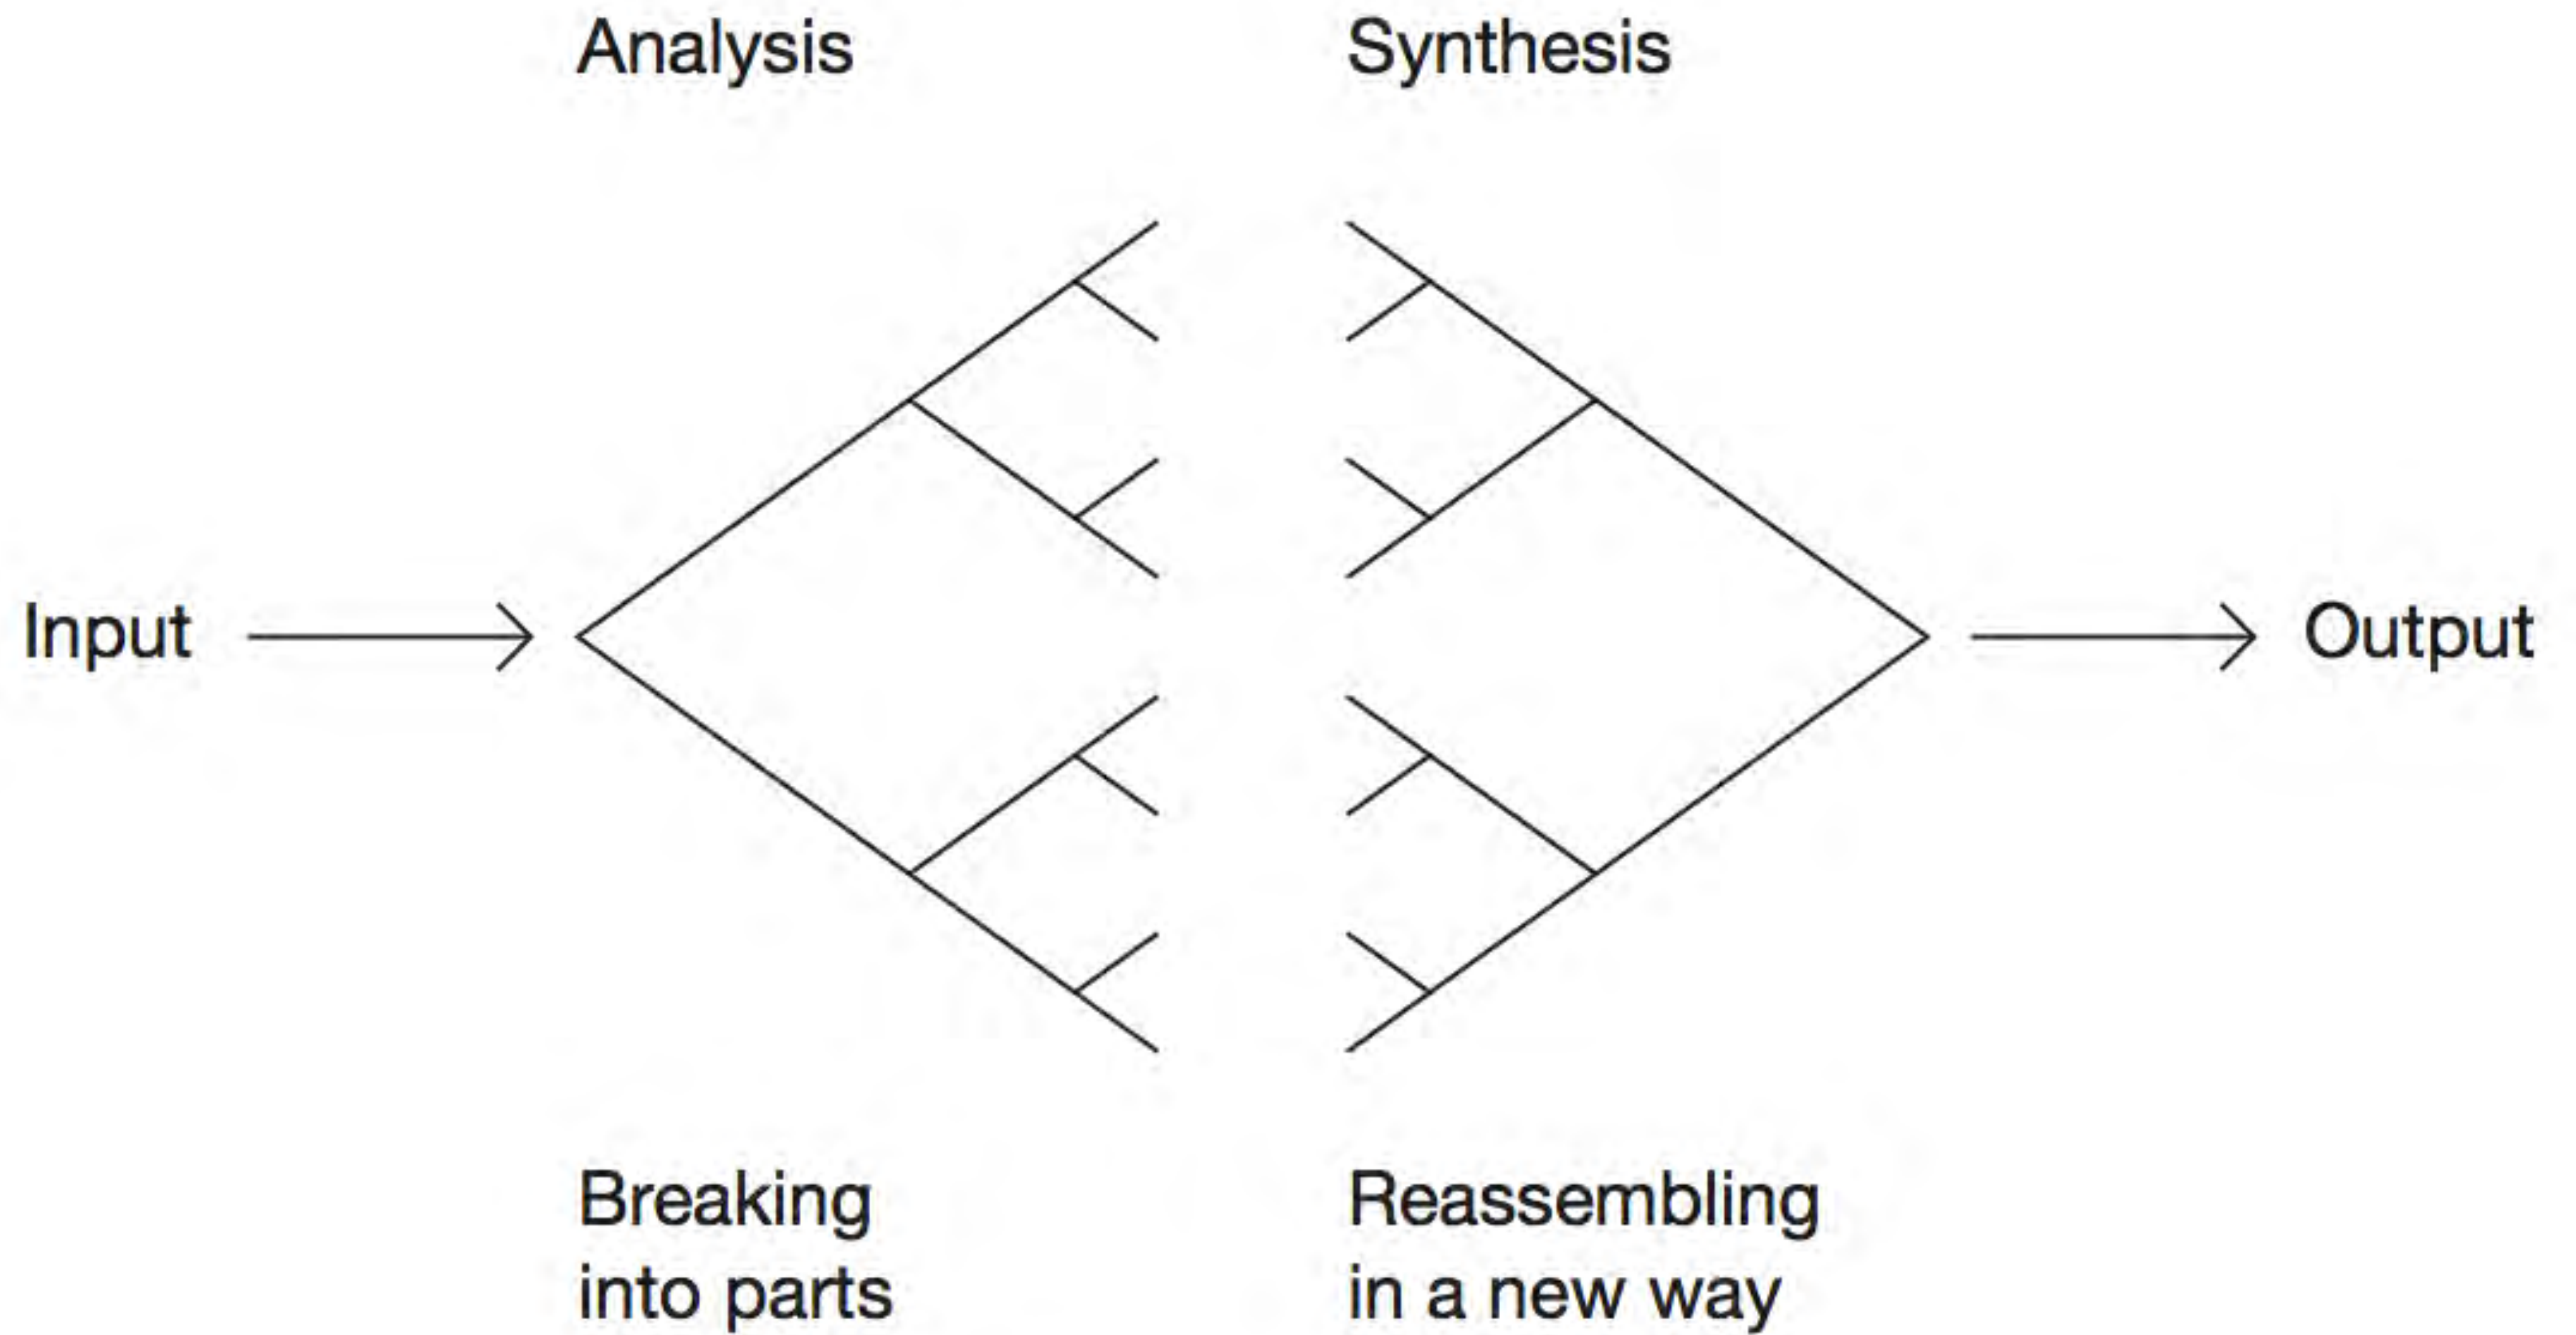 Analysis
Synthesis
Input
Output
Breaking
into parts
Reassembling
in a new way